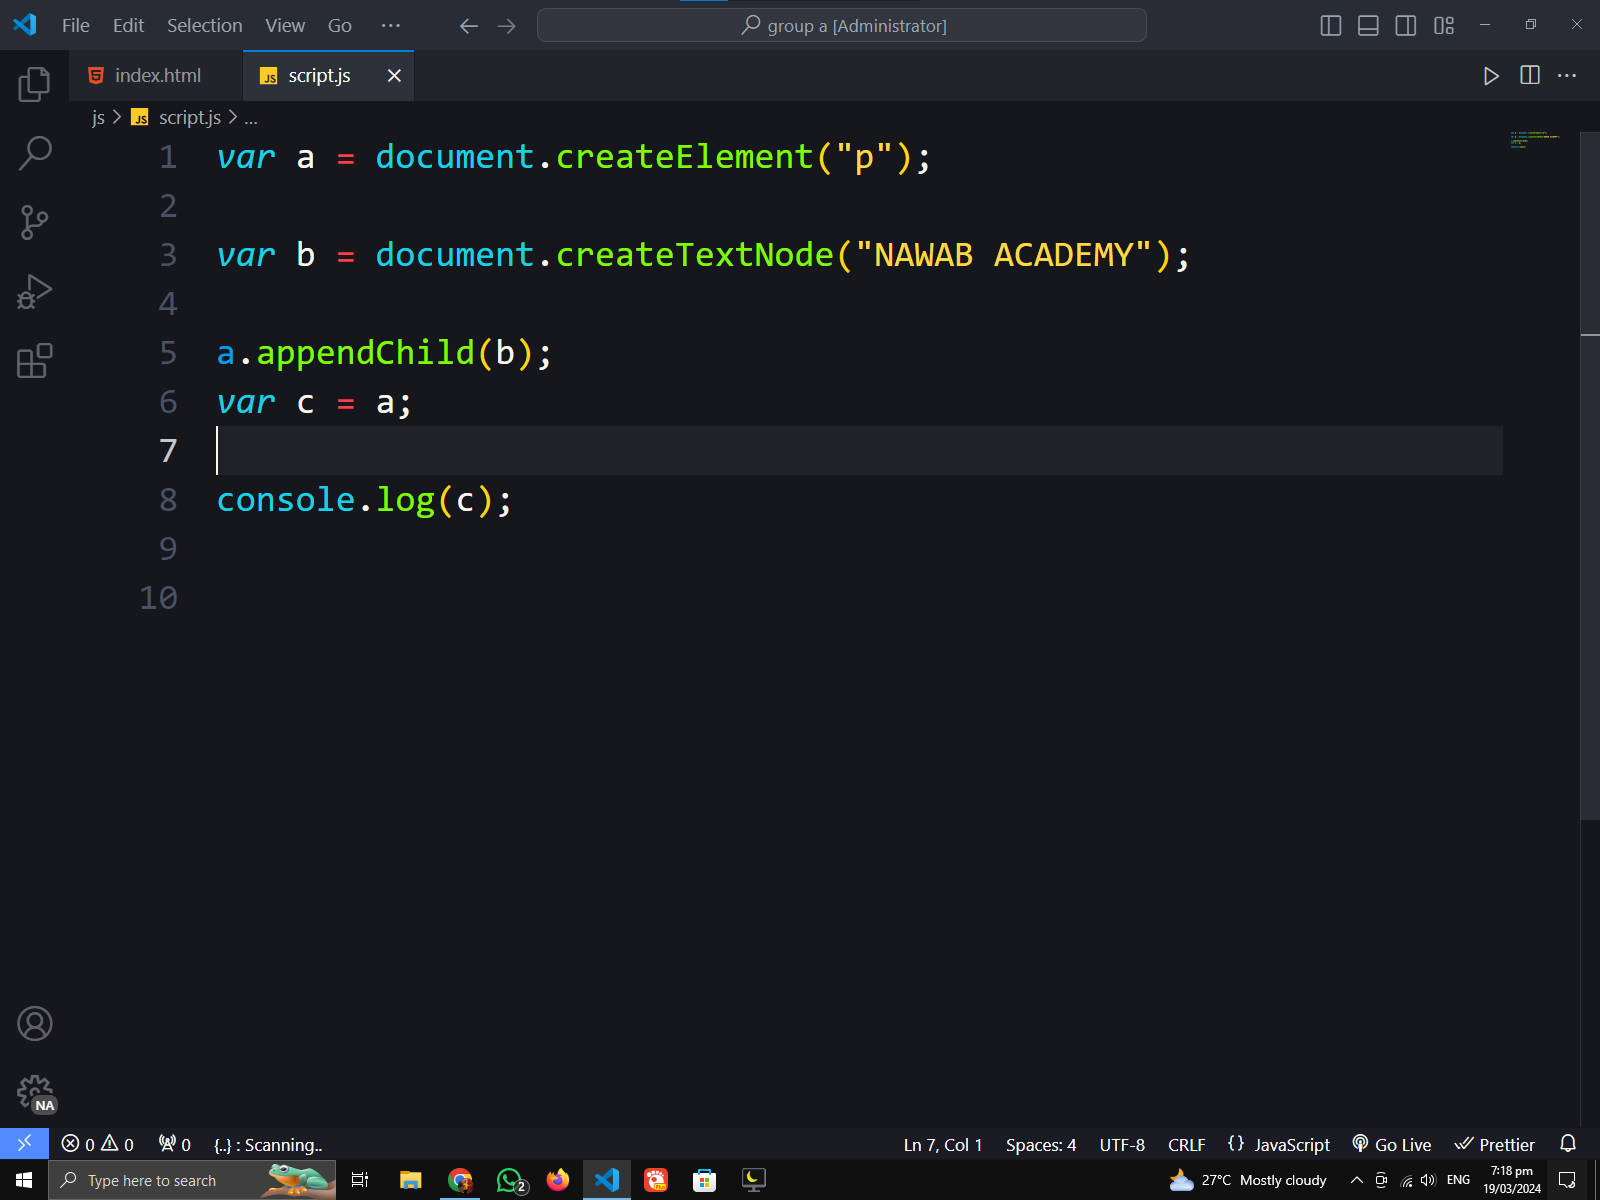 File Edit Selection View Go ···
group a [Administrator]
index.html
JS script.js
js > JS script.js > ...
1 var a = document.createElement("p");
2
3 var b = document.createTextNode("NAWAB ACADEMY");
4
5 a.appendChild(b);
6 var c = a;
7
8 console.log(c);
9
10
NA
0 0 0 {..} : Scanning..
Ln 7, Col 1 Spaces: 4 UTF-8 CRLF {} JavaScript Go Live Prettier
Type here to search
2
27°C Mostly cloudy
ENG
7:18 pm
19/03/2024